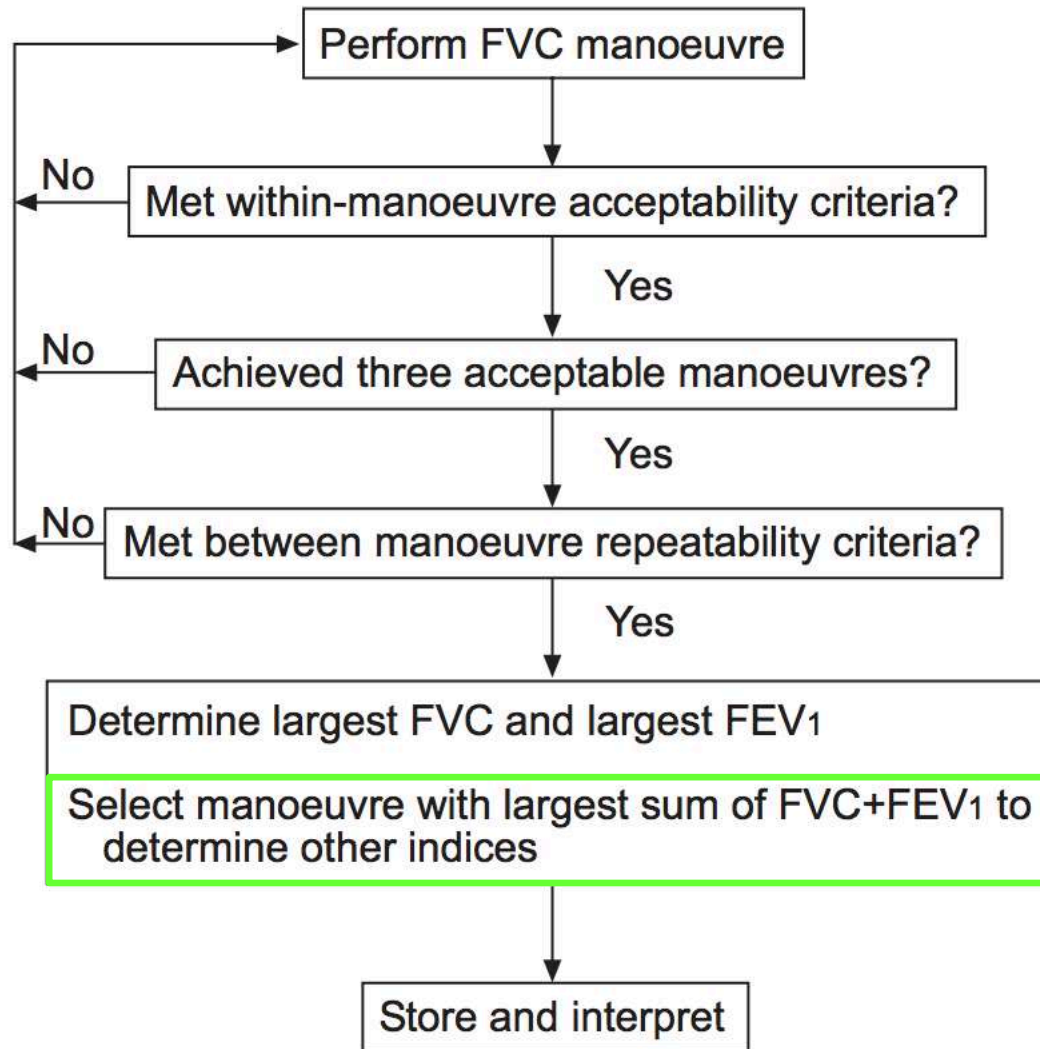 Perform FVC manoeuvre
No
Met within-manoeuvre acceptability criteria?
Yes
No
Achieved three acceptable manoeuvres?
Yes
No
Met between manoeuvre repeatability criteria?
Yes
Determine largest FVC and largest FEV1
Select manoeuvre with largest sum of FVC+FEV1 to
determine other indices
Store and interpret